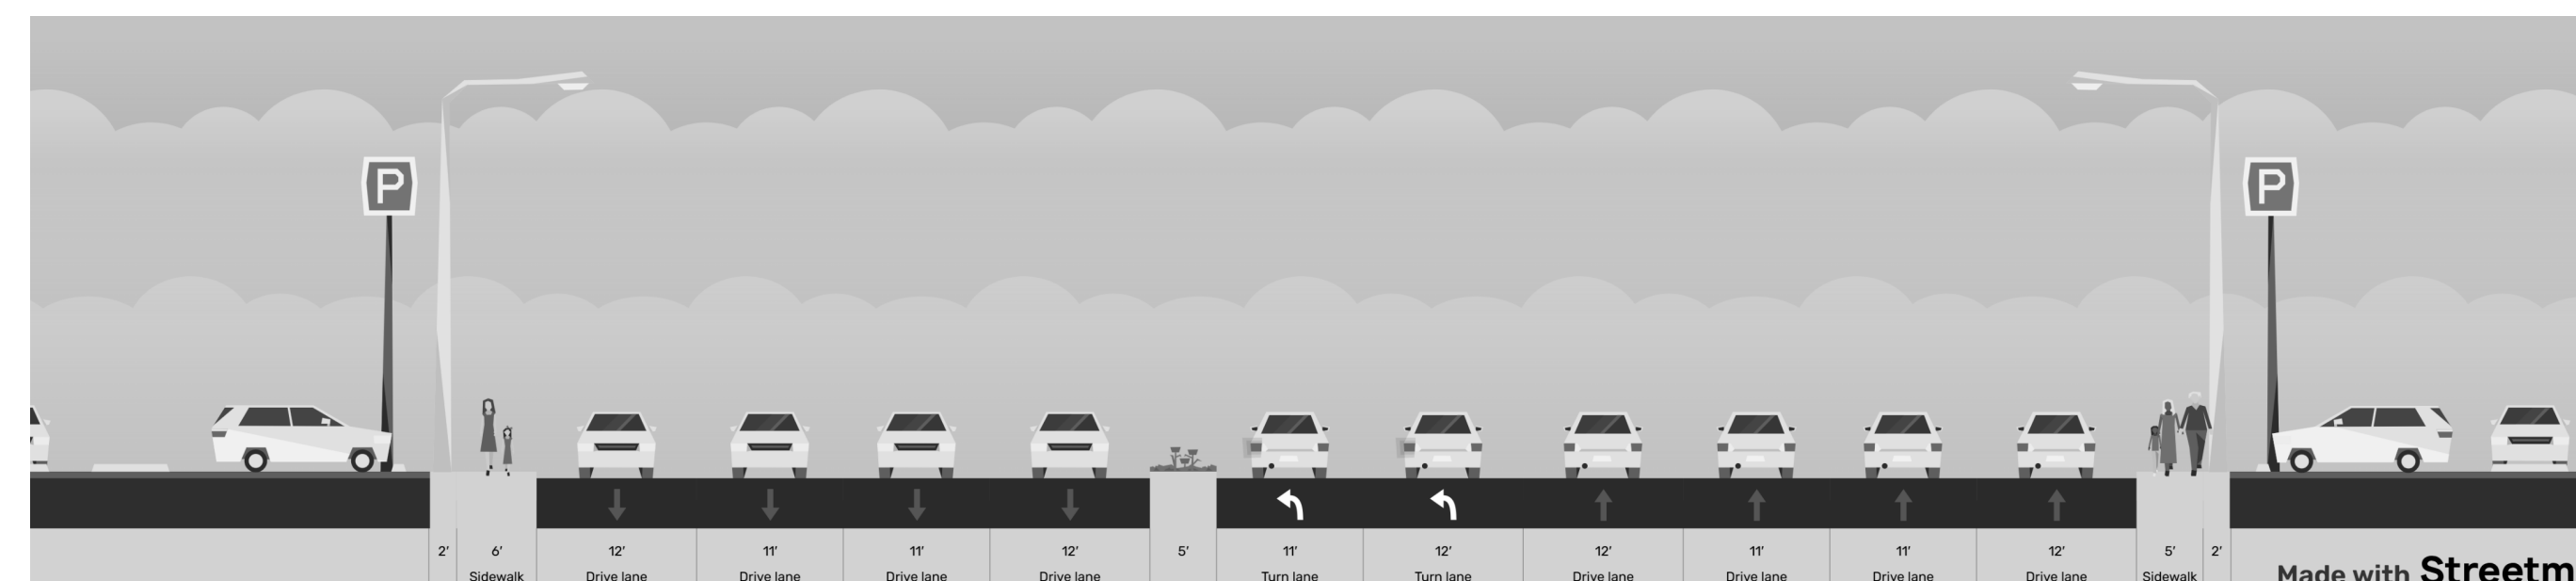 P
P
2′ 6′ 12′ 11′ 11′ 12′ 5′ 11′ 12′ 12′ 11′ 11′ 12′ 5′ 2′
Sidewalk Drive lane Drive lane Drive lane Drive lane Turn lane Turn lane Drive lane Drive lane Drive lane Drive lane Sidewalk
Made with Streetm